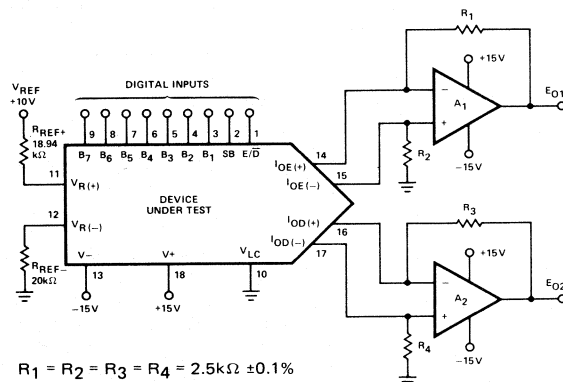 R1
+15V
DIGITAL INPUTS
VREF
+10V
− A1 EO1
+
RREF+
18.94
kΩ
9 8 7 6 5 4 3 2 1
B7 B6 B5 B4 B3 B2 B1 SB E/D̅
14
IOE(+)
R2
−15V
11
VR(+)
IOE(−)
15
DEVICE
UNDER TEST
R3
12
VR(−)
IOD(+)
16
+15V
IOD(−)
17
V− V+ VLC
− A2 EO2
+
RREF−
20kΩ
13 18 10
−15V +15V
R4
−15V
R1 = R2 = R3 = R4 = 2.5kΩ ±0.1%